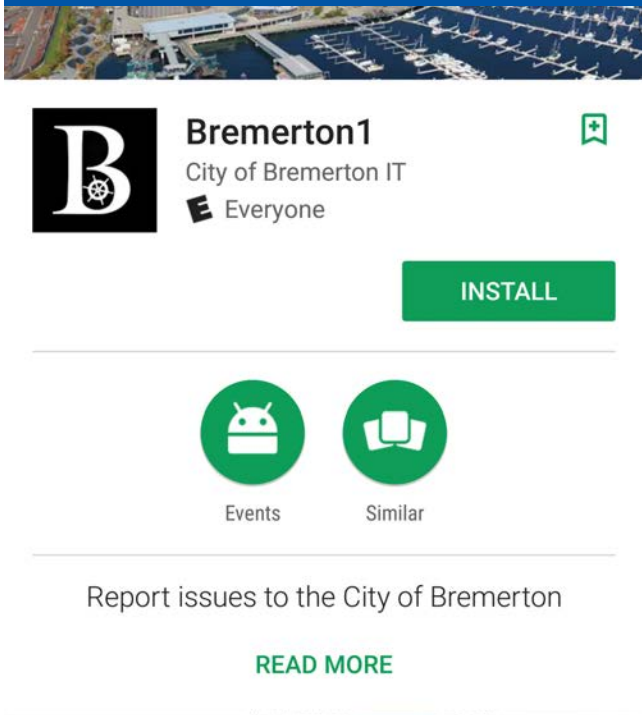 B
Bremerton1
City of Bremerton IT
E Everyone
INSTALL
Events Similar
Report issues to the City of Bremerton
READ MORE